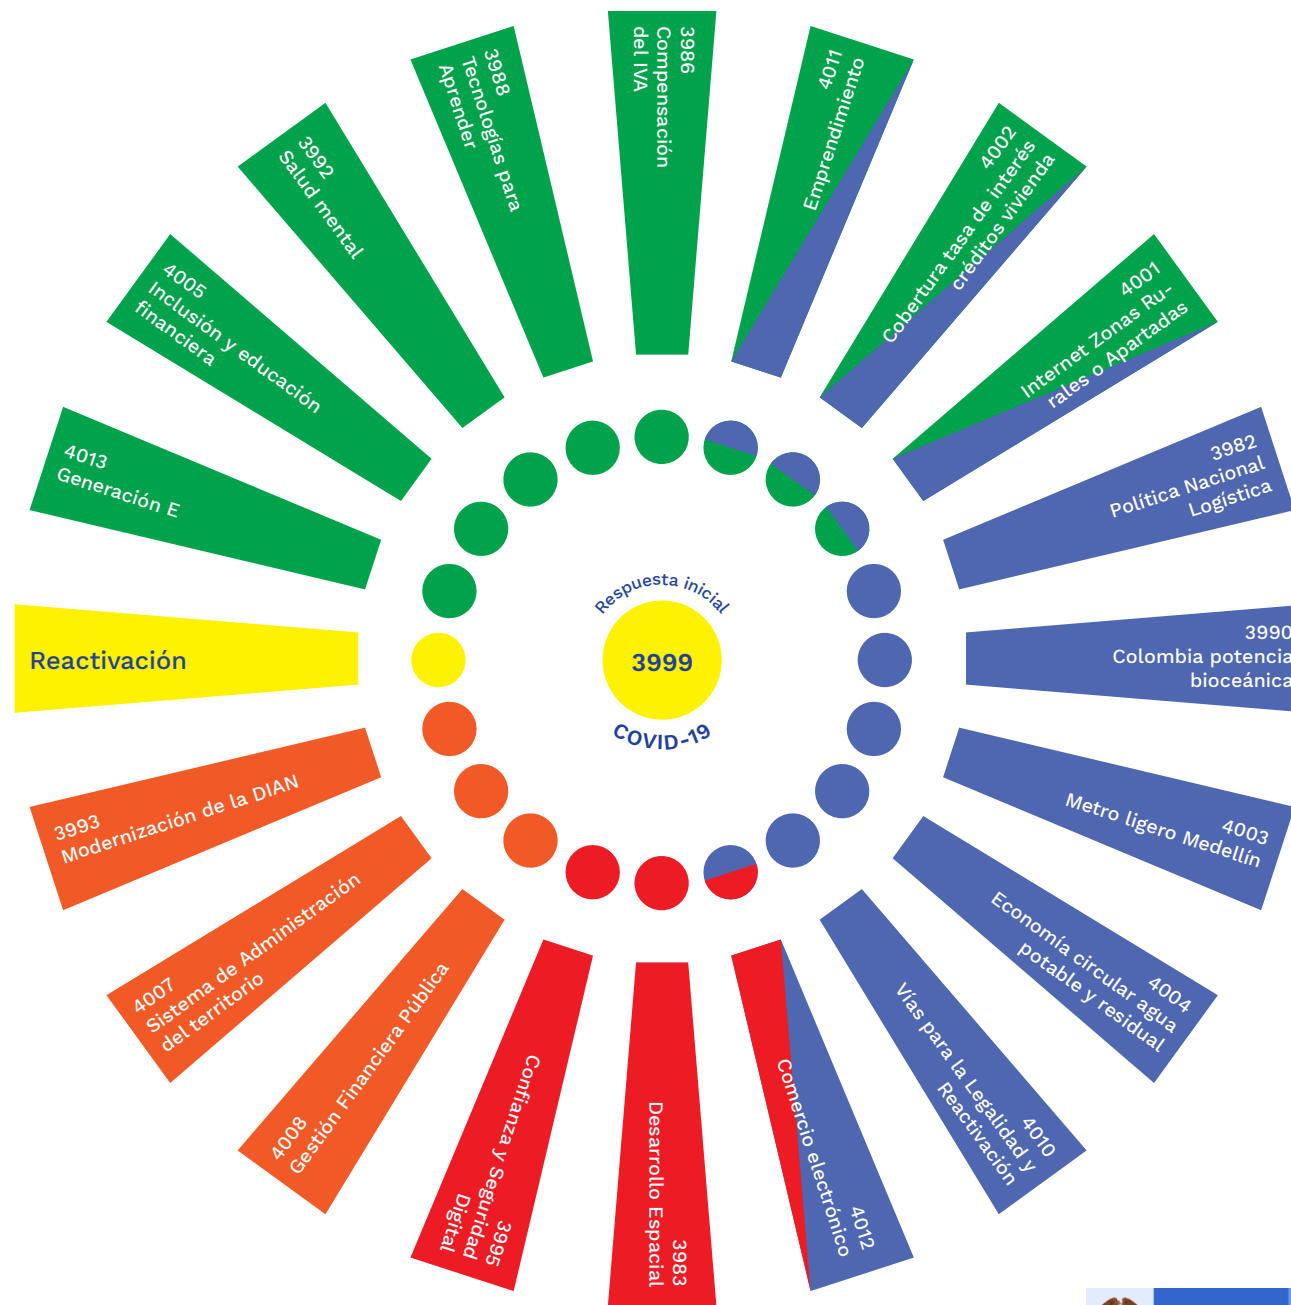 3986
Compensación
del IVA
4011
Emprendimiento
4002
Cobertura tasa de interés
créditos vivienda
4001
Internet Zonas Ru-
rales o Apartadas
3982
Política Nacional
Logística
3990
Colombia potencia
bioceánica
4003
Metro ligero Medellín
4004
Economía circular agua
potable y residual
4010
Vías para la Legalidad y
Reactivación
4012
Comercio electrónico
3983
Desarrollo Espacial
3995
Confianza y Seguridad
Digital
4008
Gestión Financiera Pública
4007
Sistema de Administración
del territorio
3993
Modernización de la DIAN
Reactivación
4013
Generación E
4005
Inclusión y educación
financiera
3992
Salud mental
3988
Tecnologías para
Aprender
Respuesta inicial
3999
COVID-19